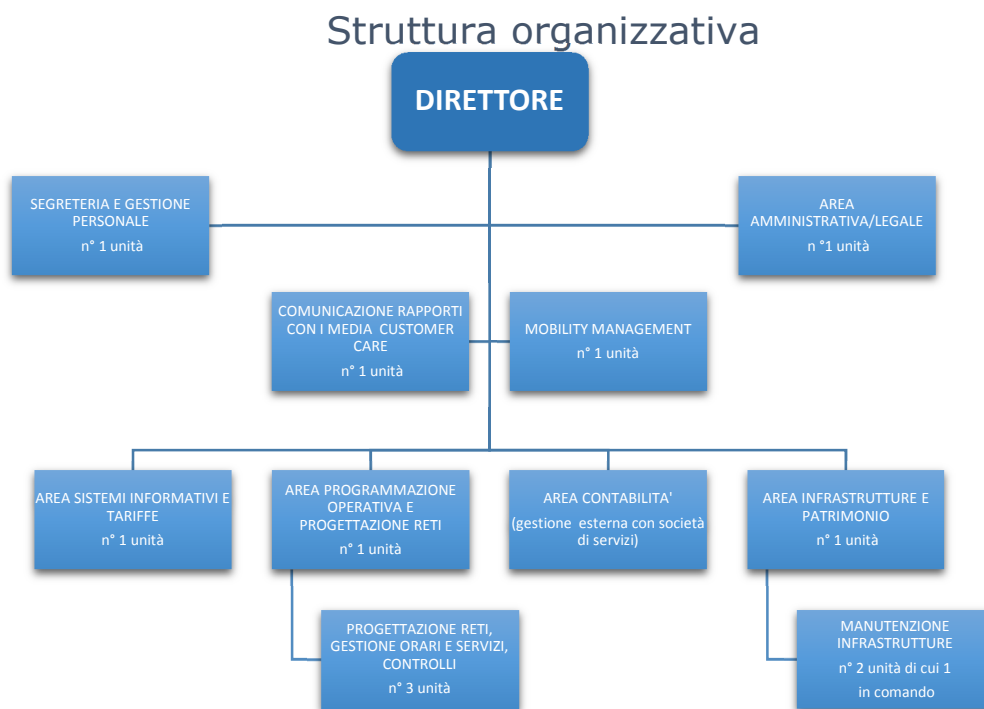 Struttura organizzativa
DIRETTORE
SEGRETERIA E GESTIONE
PERSONALE
n° 1 unità
AREA
AMMINISTRATIVA/LEGALE
n °1 unità
COMUNICAZIONE RAPPORTI
CON I MEDIA CUSTOMER
CARE
n° 1 unità
MOBILITY MANAGEMENT
n° 1 unità
AREA SISTEMI INFORMATIVI E
TARIFFE
n° 1 unità
AREA PROGRAMMAZIONE
OPERATIVA E
PROGETTAZIONE RETI
n° 1 unità
AREA CONTABILITA'
(gestione esterna con società
di servizi)
AREA INFRASTRUTTURE E
PATRIMONIO
n° 1 unità
PROGETTAZIONE RETI,
GESTIONE ORARI E SERVIZI,
CONTROLLI
n° 3 unità
MANUTENZIONE
INFRASTRUTTURE
n° 2 unità di cui 1
in comando